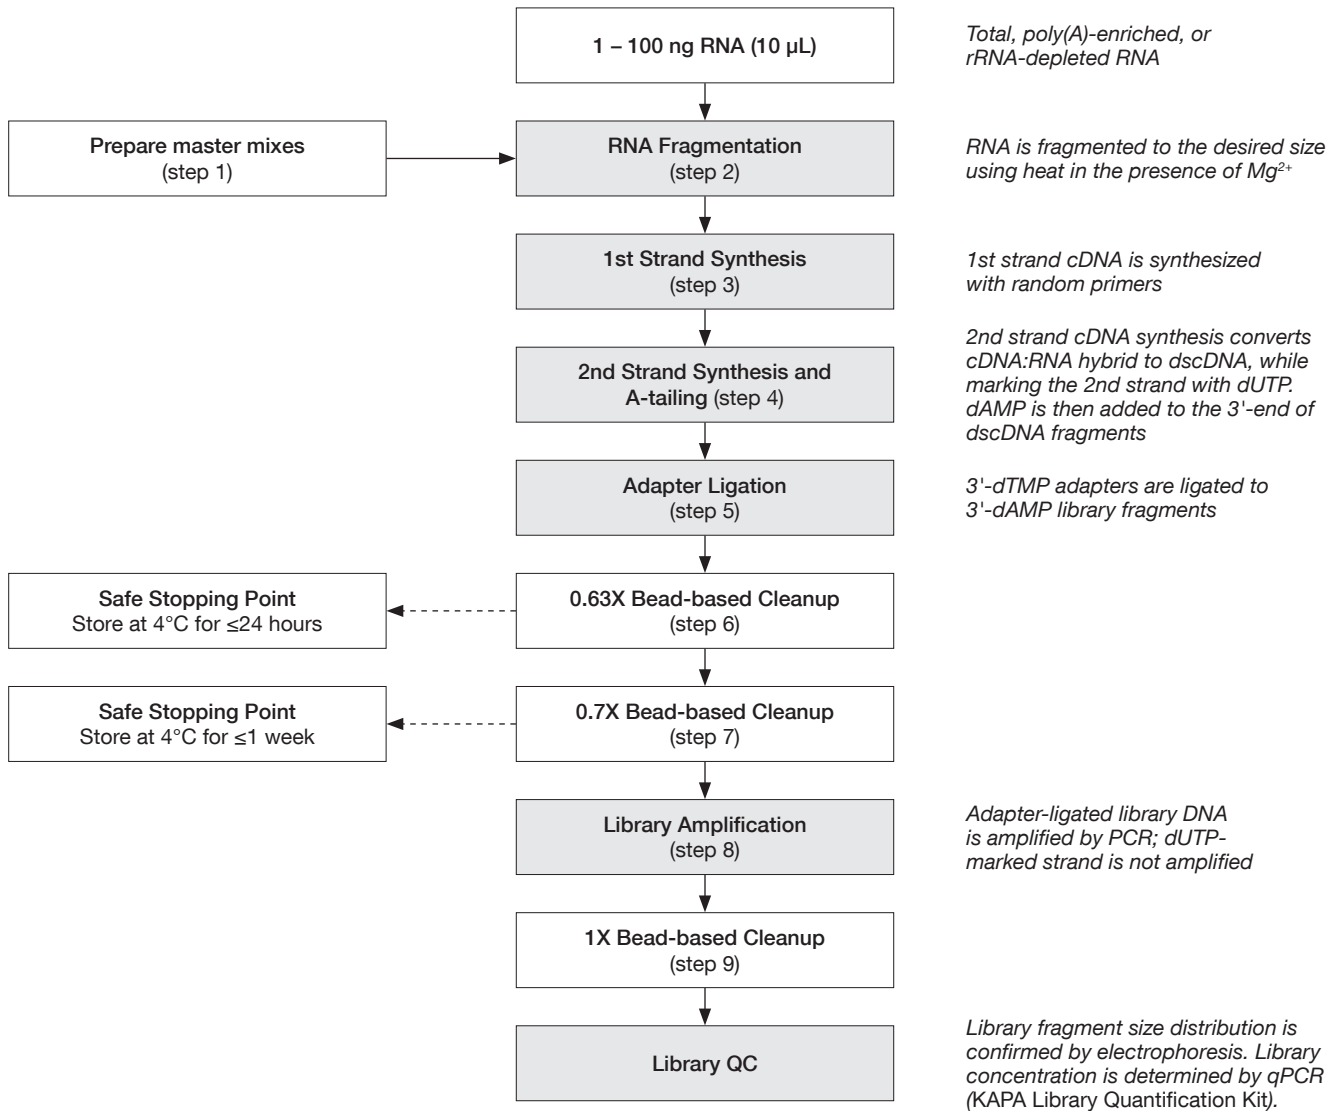 1 – 100 ng RNA (10 µL)
Total, poly(A)-enriched, or
rRNA-depleted RNA
Prepare master mixes
(step 1)
RNA Fragmentation
(step 2)
RNA is fragmented to the desired size
using heat in the presence of Mg²⁺
1st Strand Synthesis
(step 3)
1st strand cDNA is synthesized
with random primers
2nd Strand Synthesis and
A-tailing (step 4)
2nd strand cDNA synthesis converts
cDNA:RNA hybrid to dscDNA, while
marking the 2nd strand with dUTP.
dAMP is then added to the 3'-end of
dscDNA fragments
Adapter Ligation
(step 5)
3'-dTMP adapters are ligated to
3'-dAMP library fragments
Safe Stopping Point
Store at 4°C for ≤24 hours
0.63X Bead-based Cleanup
(step 6)
Safe Stopping Point
Store at 4°C for ≤1 week
0.7X Bead-based Cleanup
(step 7)
Library Amplification
(step 8)
Adapter-ligated library DNA
is amplified by PCR; dUTP-
marked strand is not amplified
1X Bead-based Cleanup
(step 9)
Library QC
Library fragment size distribution is
confirmed by electrophoresis. Library
concentration is determined by qPCR
(KAPA Library Quantification Kit).